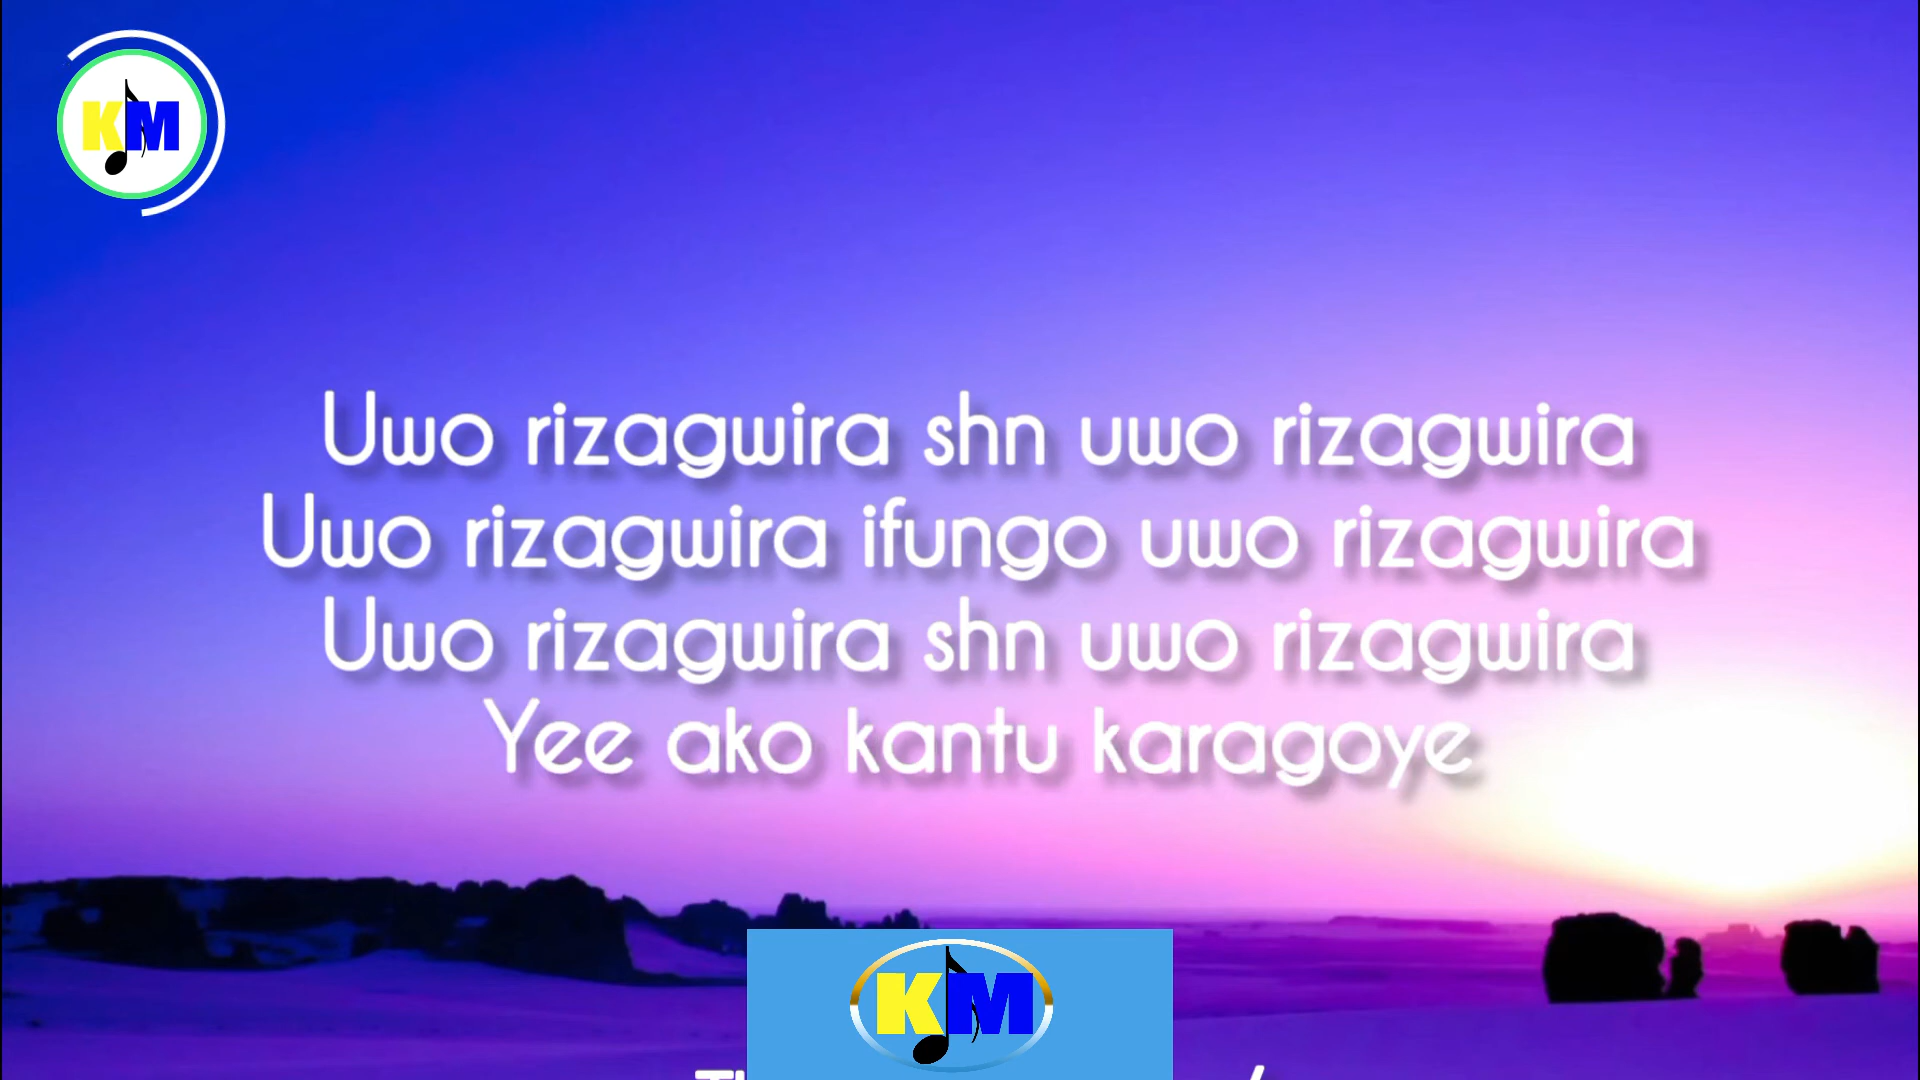 KM
Uwo rizagwira shn uwo rizagwira
Uwo rizagwira ifungo uwo rizagwira
Uwo rizagwira shn uwo rizagwira
Yee ako kantu karagoye
KM